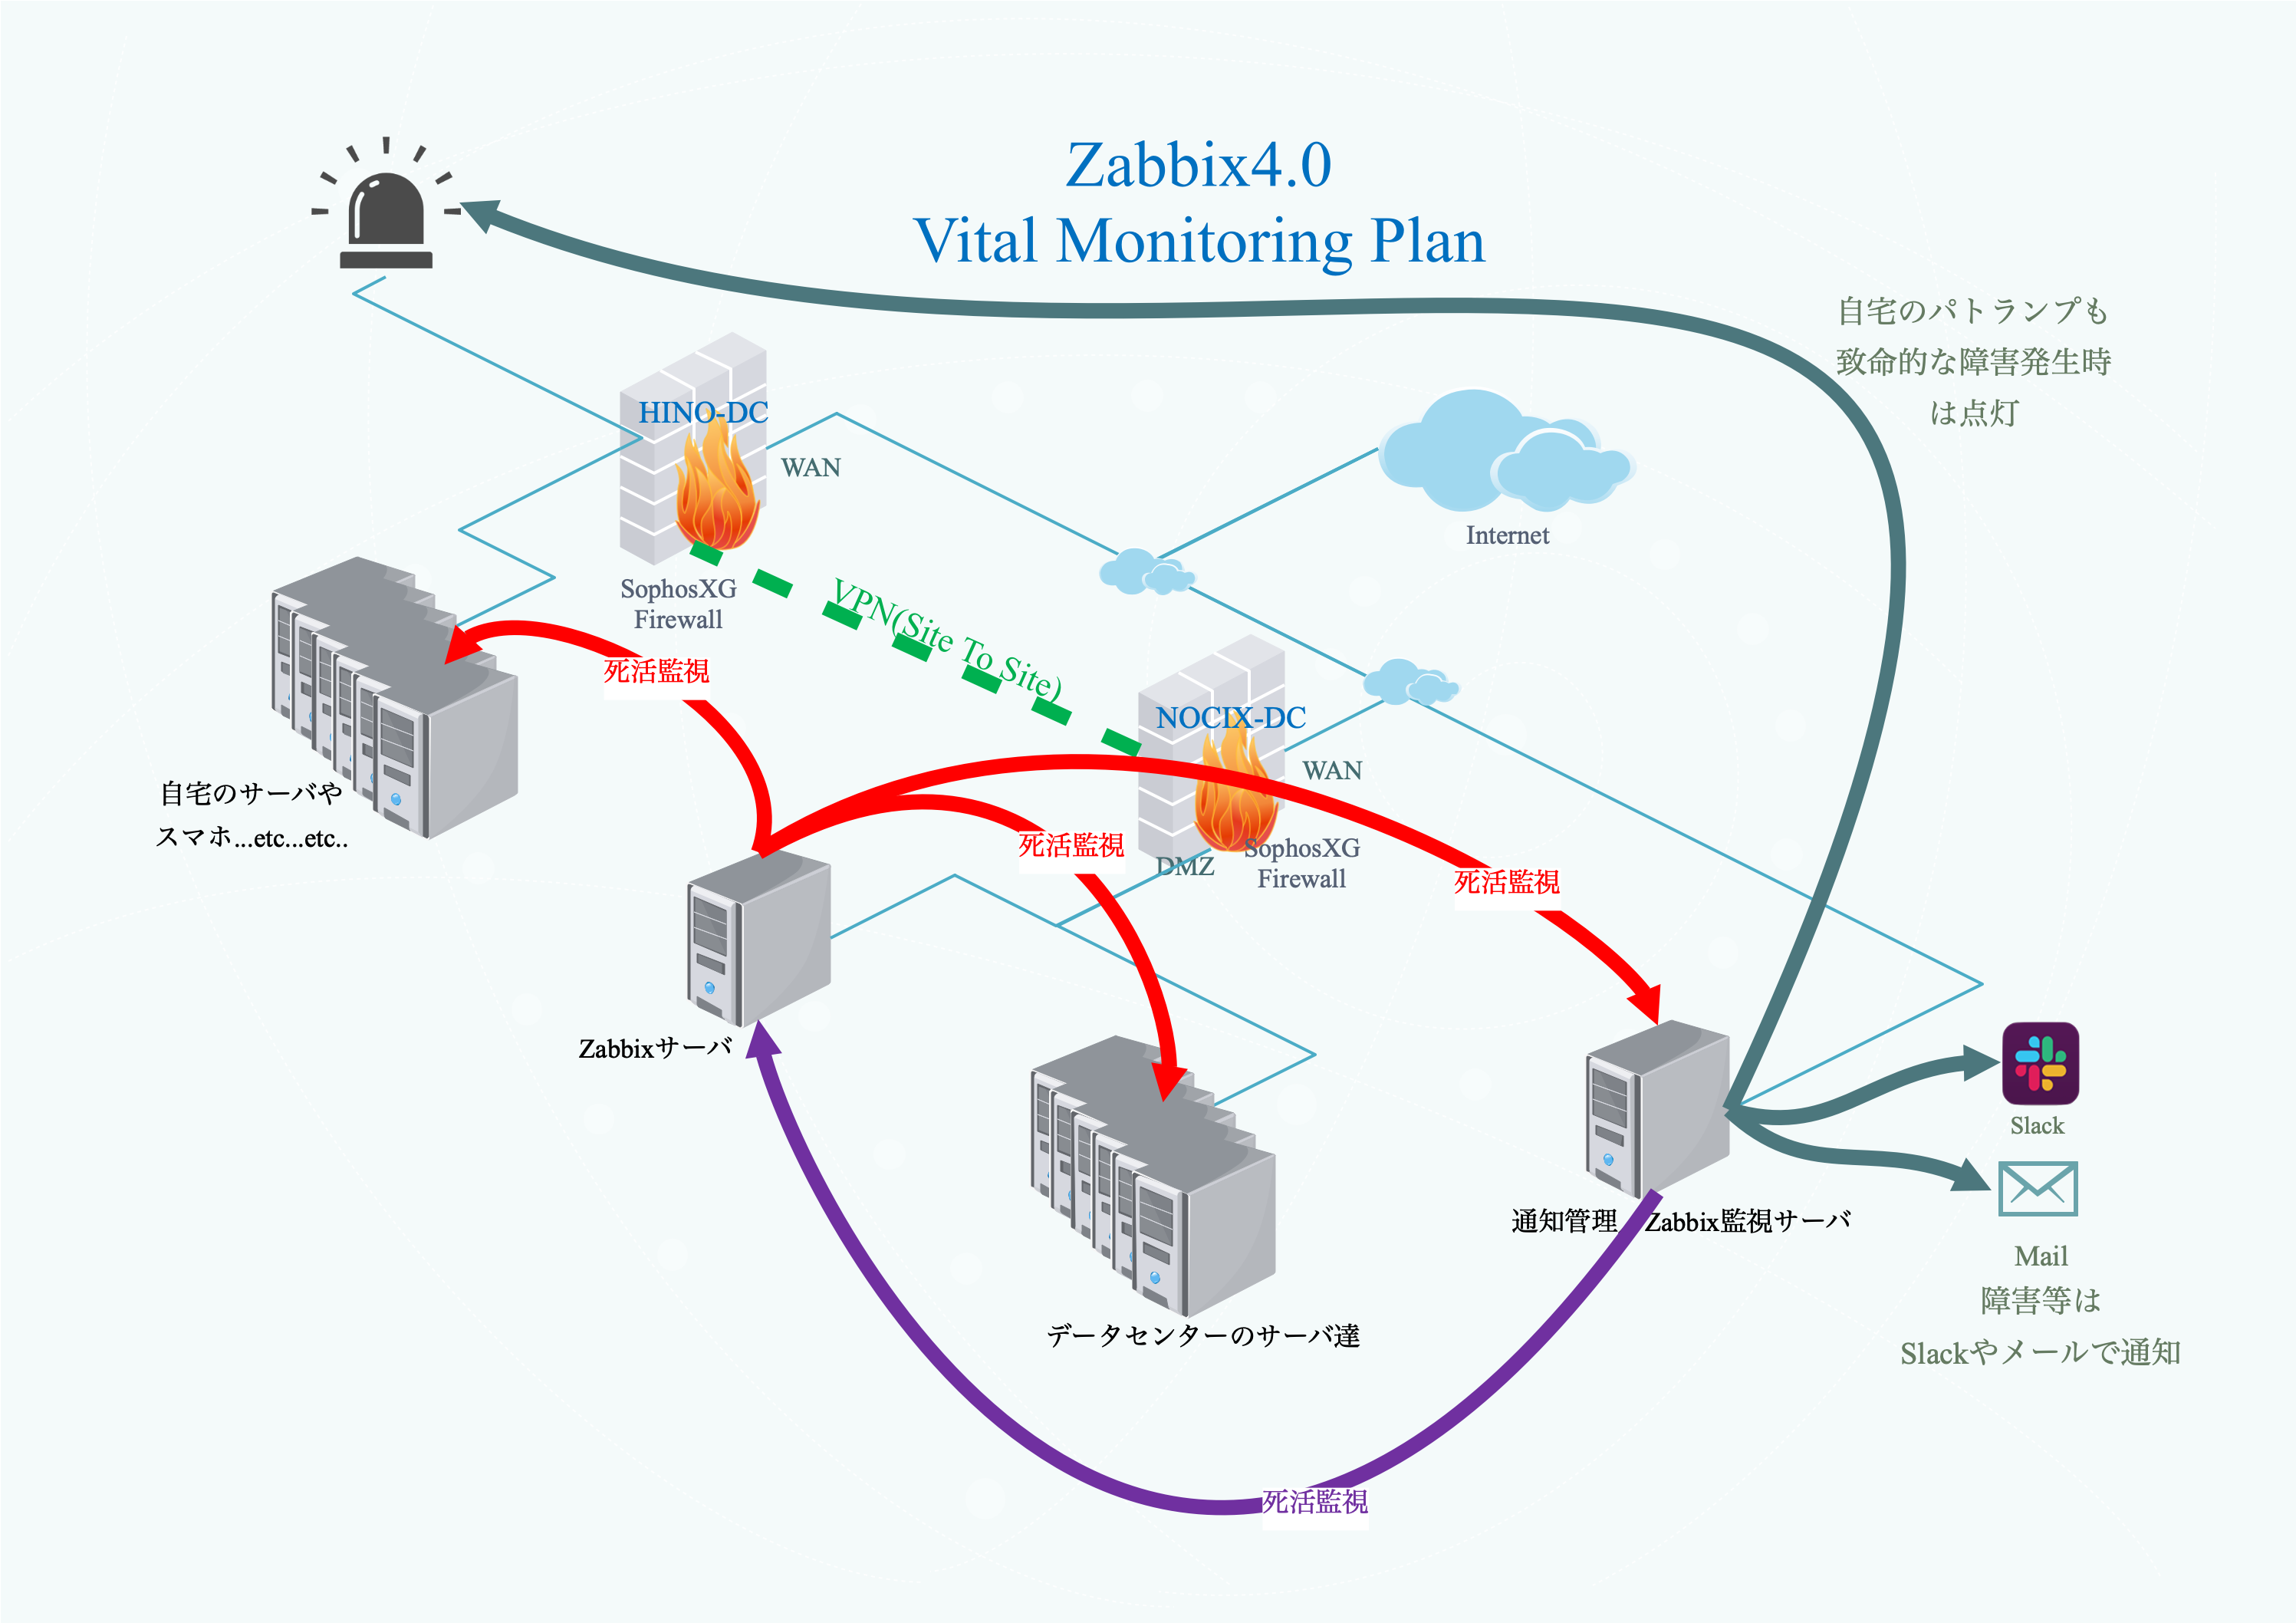 Zabbix4.0
Vital Monitoring Plan
自宅のパトランプも
致命的な障害発生時
は点灯
HINO-DC
WAN
Internet
SophosXG
Firewall
VPN(Site To Site)
死活監視
NOCIX-DC
WAN
自宅のサーバや
スマホ...etc...etc..
死活監視
DMZ
SophosXG
Firewall
死活監視
Zabbixサーバ
Slack
通知管理　Zabbix監視サーバ
Mail
障害等は
Slackやメールで通知
データセンターのサーバ達
死活監視